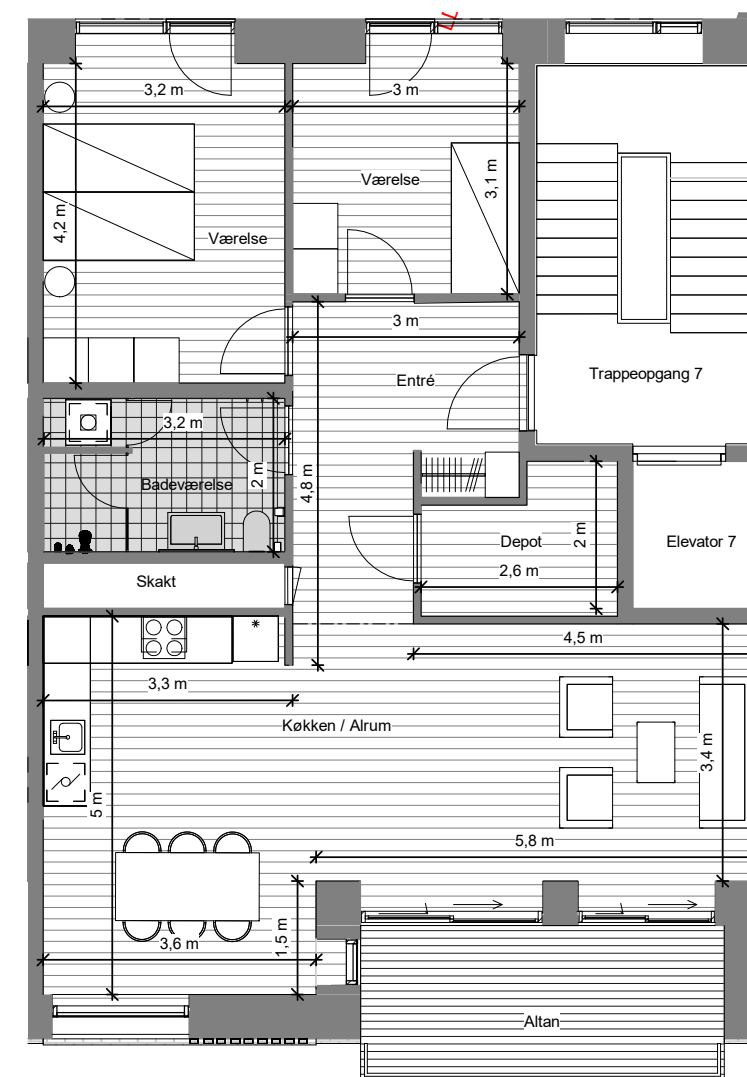 LL
3,2 m
3 m
Værelse
3,1 m
4,2 m
Værelse
3 m
Entré
Trappeopgang 7
3,2 m
Badeværelse
2 m
4,8 m
Depot
2 m
2,6 m
Elevator 7
Skakt
*
4,5 m
3,3 m
Køkken / Alrum
3,4 m
5 m
5,8 m
3,6 m
1,5 m
Altan